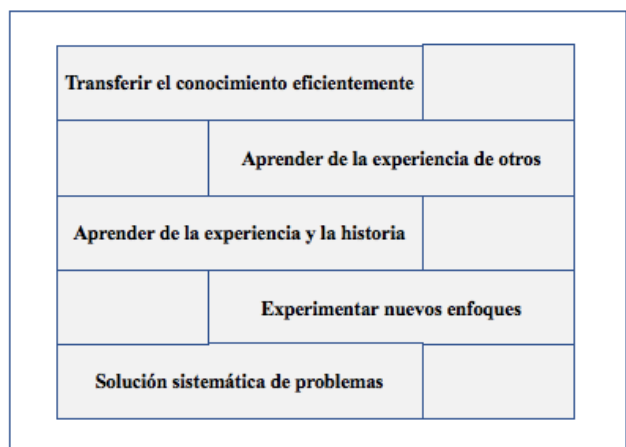 Transferir el conocimiento eficientemente
Aprender de la experiencia de otros
Aprender de la experiencia y la historia
Experimentar nuevos enfoques
Solución sistemática de problemas